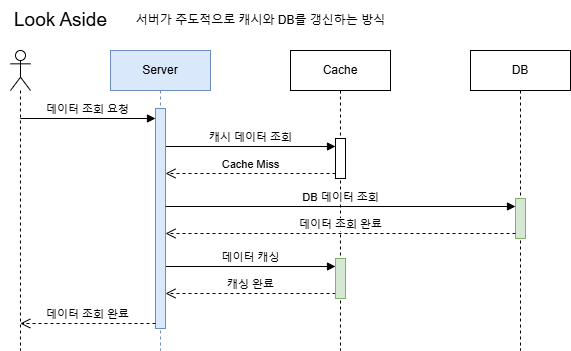 Look Aside 서버가 주도적으로 캐시와 DB를 갱신하는 방식
Server
Cache
DB
데이터 조회 요청
캐시 데이터 조회
Cache Miss
DB 데이터 조회
데이터 조회 완료
데이터 캐싱
캐싱 완료
데이터 조회 완료